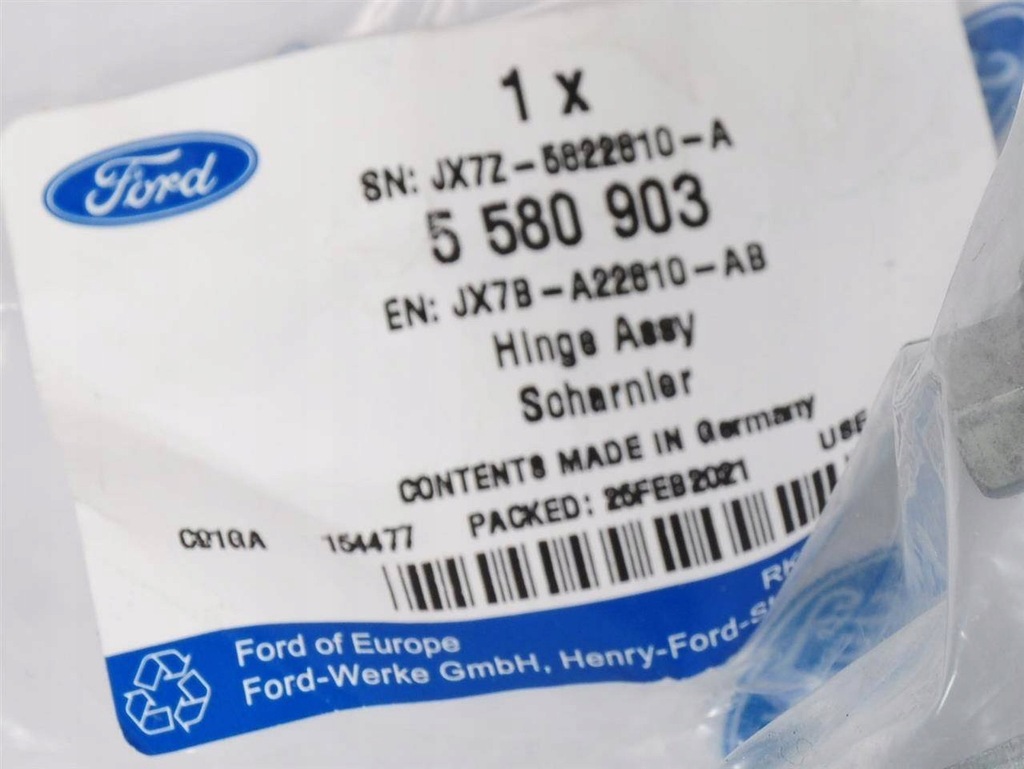 Ford
1 x
SN: JX7Z-5822810-A
5 580 903
EN: JX7B-A22810-AB
Hinge Assy
Scharnier
CONTENTS MADE IN Germany
USE
PACKED: 25FEB2021
C21GA 154477
Ford of Europe
Ford-Werke GmbH, Henry-Ford-S